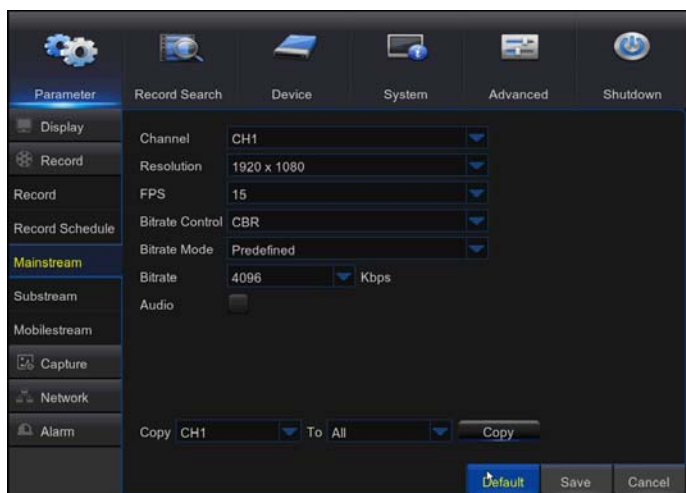 Parameter Record Search Device System Advanced Shutdown
Display
Record
Record
Record Schedule
Mainstream
Substream
Mobilestream
Capture
Network
Alarm
Channel CH1
Resolution 1920 x 1080
FPS 15
Bitrate Control CBR
Bitrate Mode Predefined
Bitrate 4096 Kbps
Audio
Copy CH1 To All Copy
Default Save Cancel